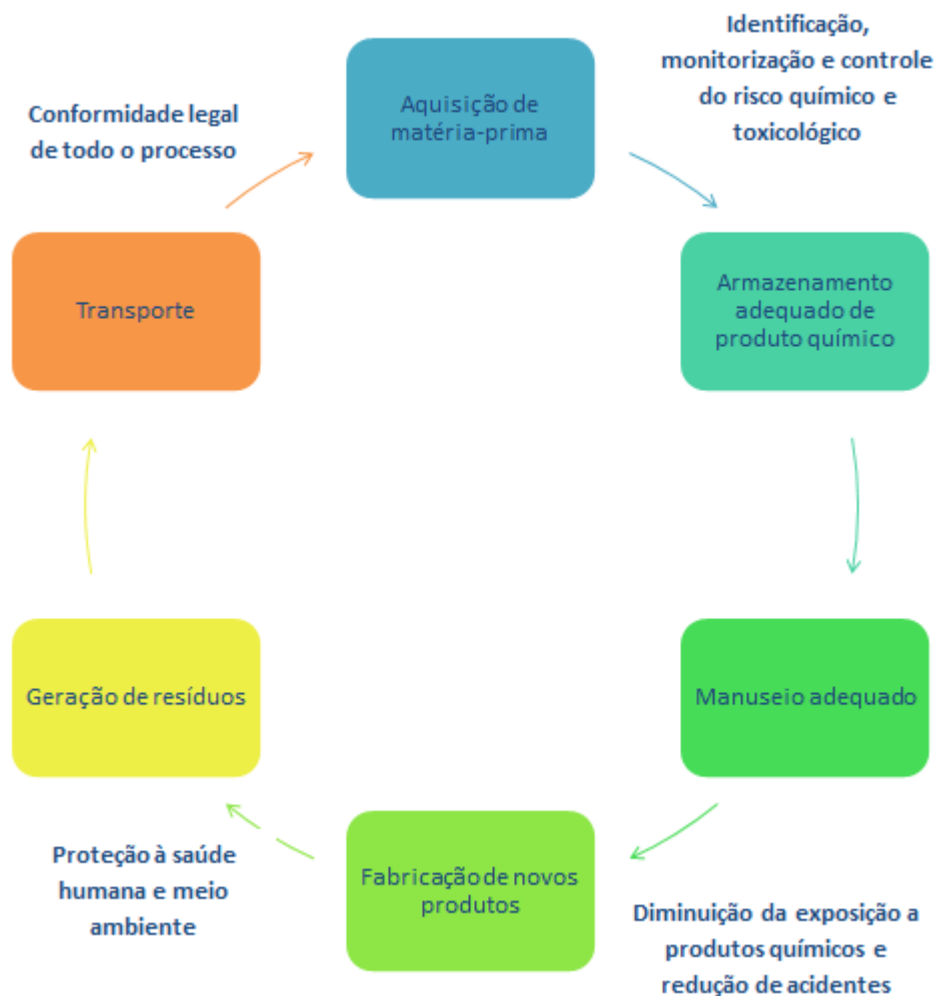 Identificação,
monitorização e controle
do risco químico e
toxicológico
Aquisição de
matéria-prima
Conformidade legal
de todo o processo
Armazenamento
adequado de
produto químico
Transporte
Manuseio adequado
Geração de resíduos
Fabricação de novos
produtos
Proteção à saúde
humana e meio
ambiente
Diminuição da exposição a
produtos químicos e
redução de acidentes